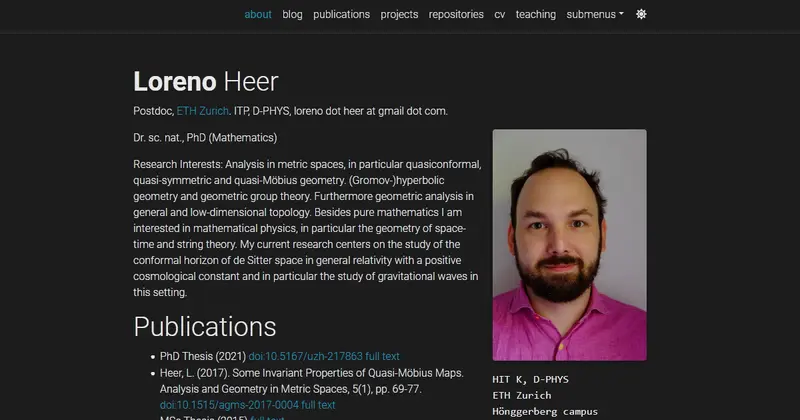 about blog publications projects repositories cv teaching submenus
Loreno Heer
Postdoc, ETH Zurich. ITP, D-PHYS, loreno dot heer at gmail dot com.
Dr. sc. nat., PhD (Mathematics)
Research Interests: Analysis in metric spaces, in particular quasiconformal,
quasi-symmetric and quasi-Möbius geometry. (Gromov-)hyperbolic
geometry and geometric group theory. Furthermore geometric analysis in
general and low-dimensional topology. Besides pure mathematics I am
interested in mathematical physics, in particular the geometry of space-
time and string theory. My current research centers on the study of the
conformal horizon of de Sitter space in general relativity with a positive
cosmological constant and in particular the study of gravitational waves in
this setting.
Publications
PhD Thesis (2021) doi:10.5167/uzh-217863 full text
Heer, L. (2017). Some Invariant Properties of Quasi-Möbius Maps.
Analysis and Geometry in Metric Spaces, 5(1), pp. 69-77.
doi:10.1515/agms-2017-0004 full text
MSc Thesis (2015) full text
HIT K, D-PHYS
ETH Zurich
Hönggerberg campus